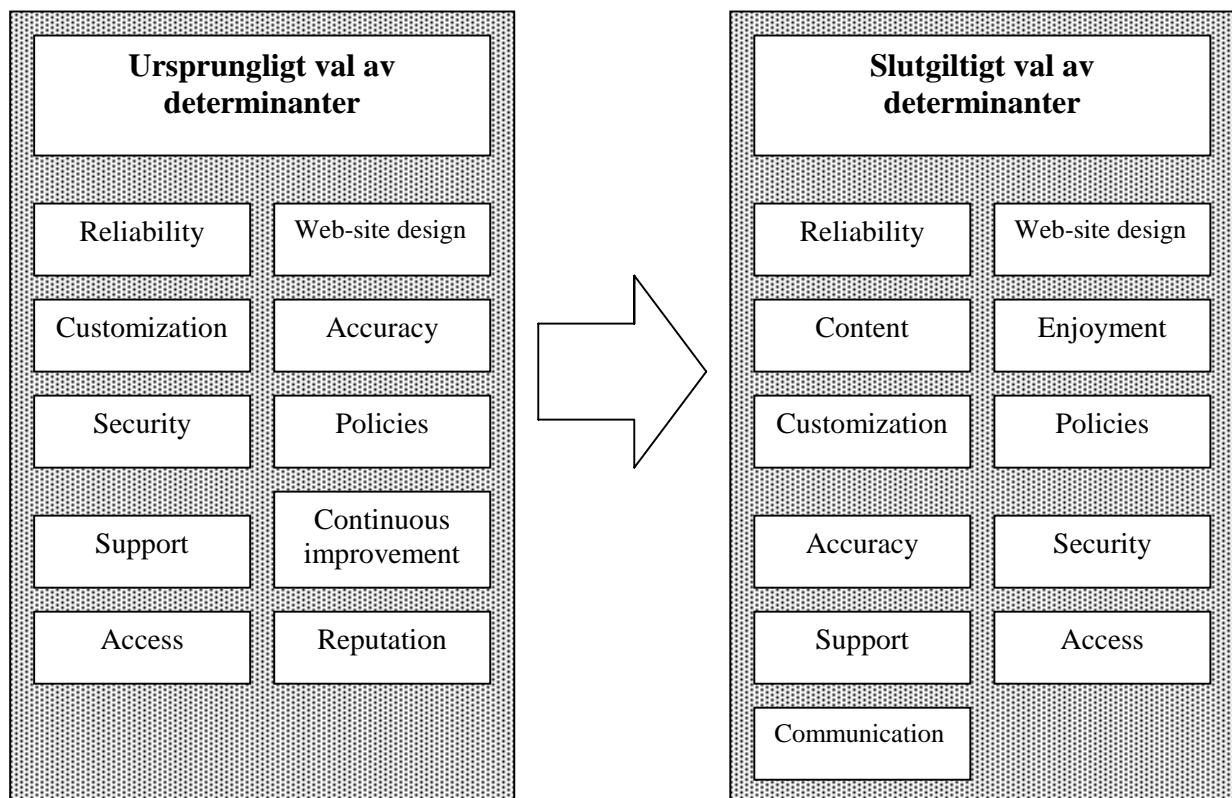 Ursprungligt val av
determinanter
Reliability
Web-site design
Customization
Accuracy
Security
Policies
Support
Continuous
improvement
Access
Reputation
Slutgiltigt val av
determinanter
Reliability
Web-site design
Content
Enjoyment
Customization
Policies
Accuracy
Security
Support
Access
Communication